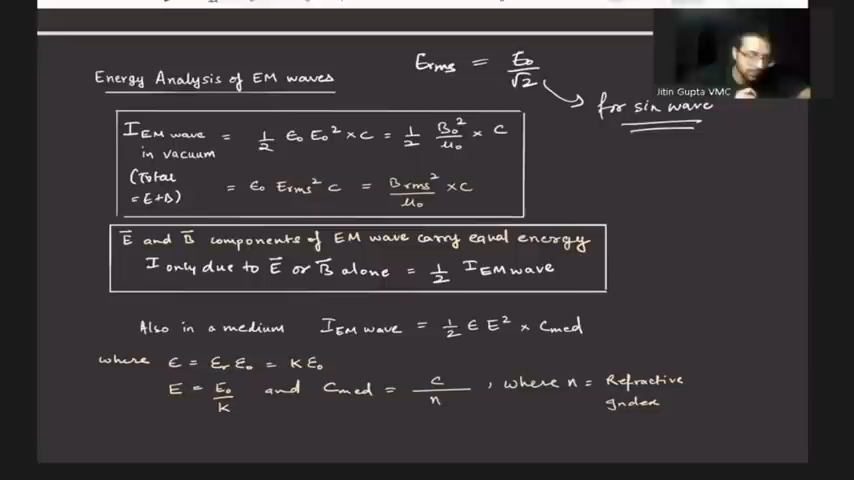 Energy Analysis of EM waves
Erms = E₀/√2
for sin wave
Jitin Gupta VMC
I EM wave in vacuum = 1/2 ϵ₀ E₀² × c = 1/2 B₀²/μ₀ × c
(Total = E+B) = ϵ₀ Erms² c = Brms²/μ₀ × c
E⃗ and B⃗ components of EM wave carry equal energy
I only due to E⃗ or B⃗ alone = 1/2 I EM wave
Also in a medium I EM wave = 1/2 ϵ E² × Cmed
where ϵ = ϵr ϵ₀ = K ϵ₀
E = E₀/K and Cmed = c/n , where n = Refractive
Index